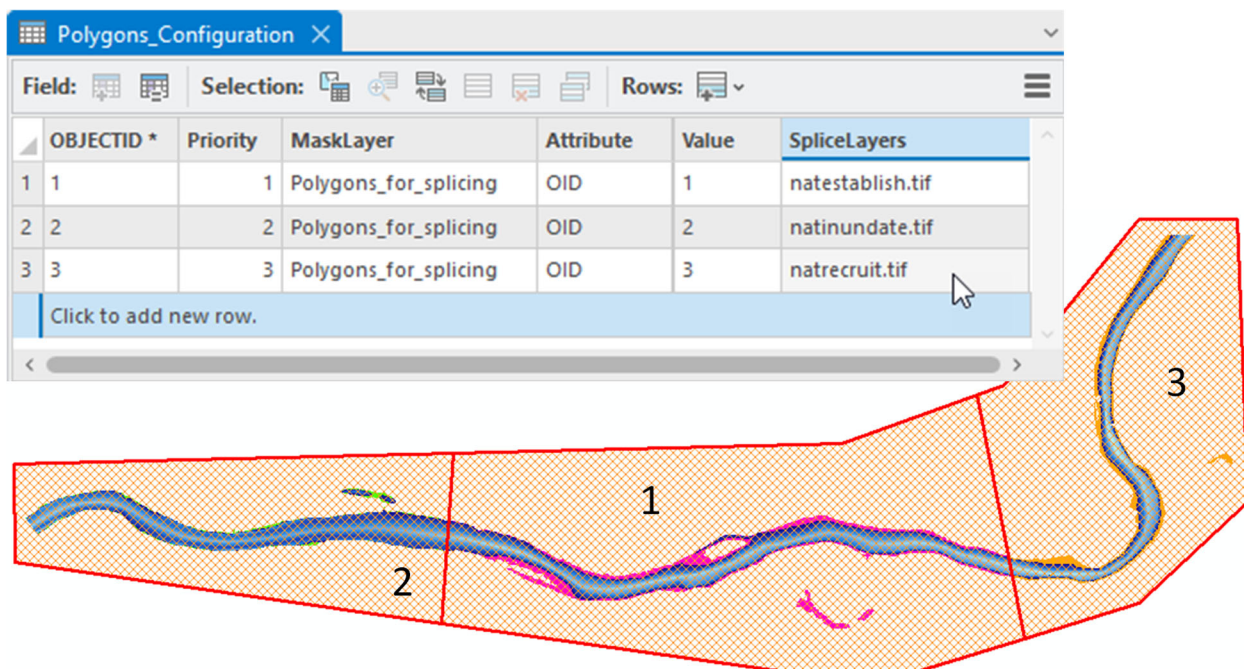 Polygons_Configuration
Field: Selection: Rows:
OBJECTID * Priority MaskLayer Attribute Value SpliceLayers
1 1 1 Polygons_for_splicing OID 1 natestablish.tif
2 2 2 Polygons_for_splicing OID 2 natinundate.tif
3 3 3 Polygons_for_splicing OID 3 natrecruit.tif
Click to add new row.
3
1
2